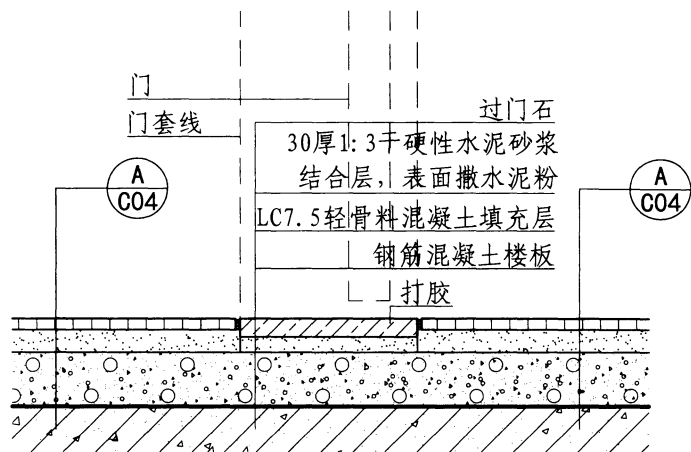 门
门套线
过门石
30厚1:3干硬性水泥砂浆
结合层，表面撒水泥粉
LC7.5轻骨料混凝土填充层
钢筋混凝土楼板
打胶
A
C04
A
C04